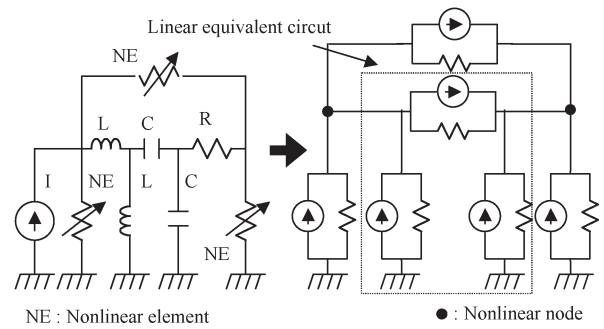 Linear equivalent circut
NE
L
C
R
I
NE
L
C
NE
NE : Nonlinear element
● : Nonlinear node